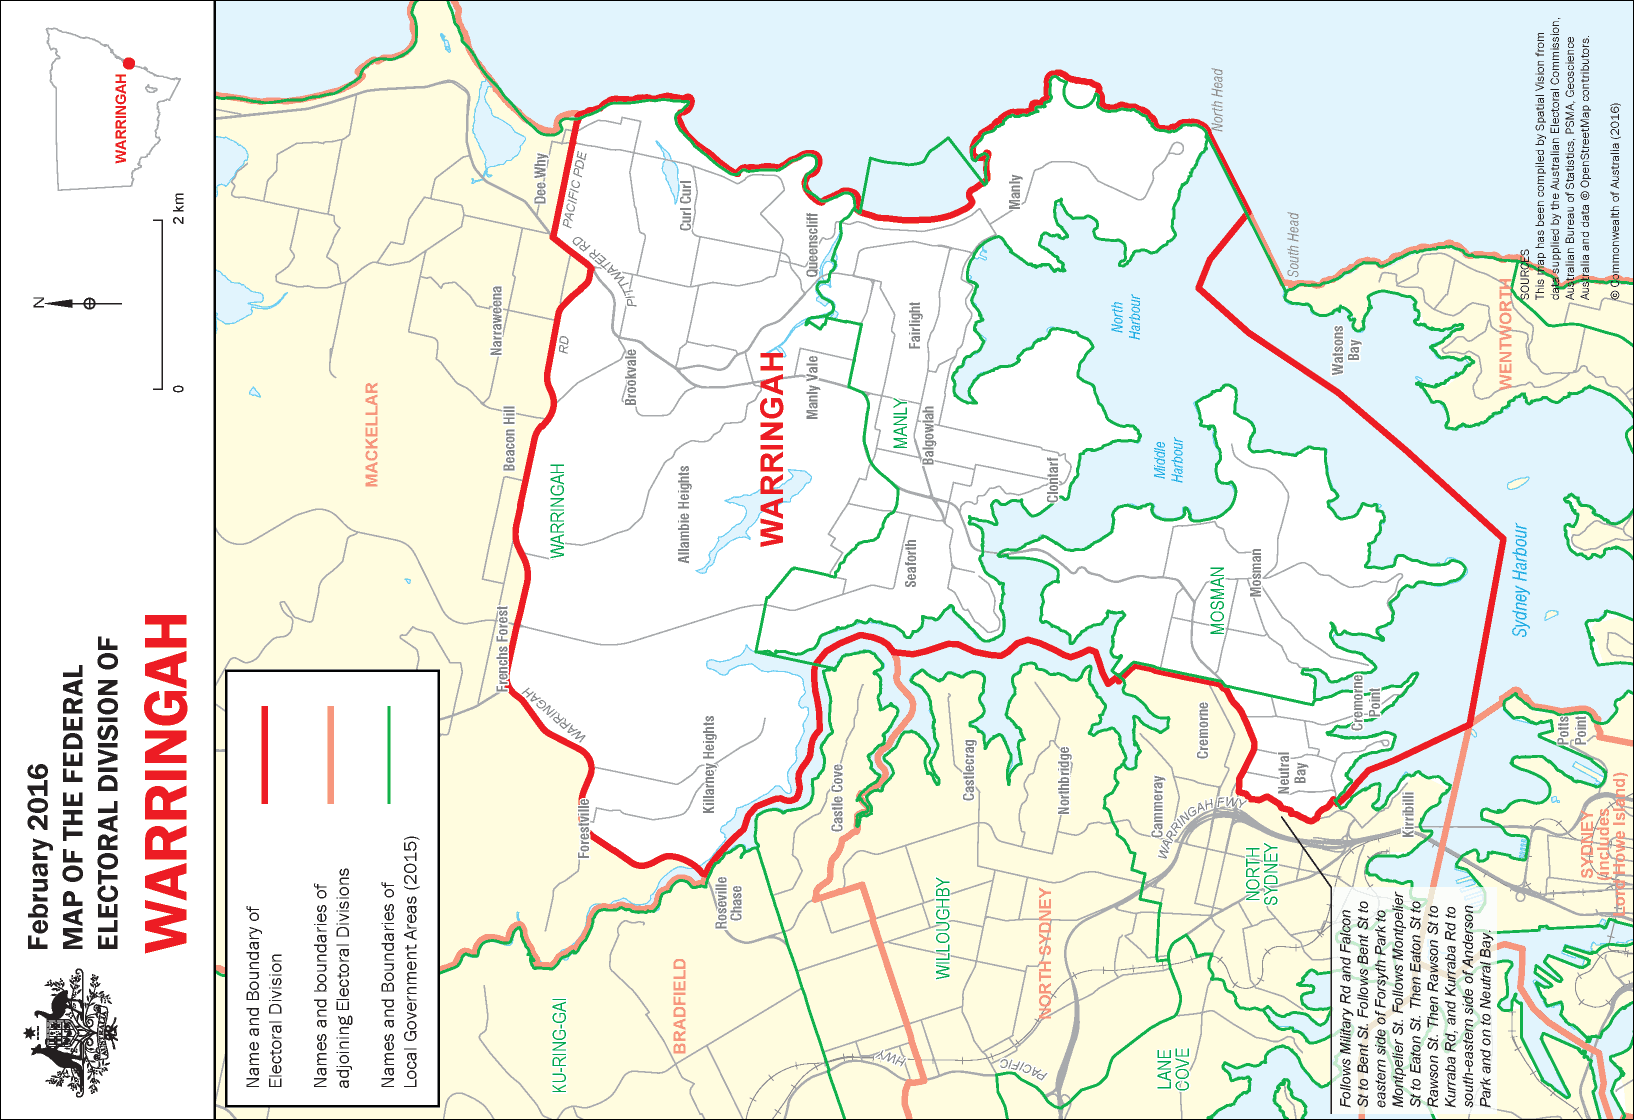 February 2016
MAP OF THE FEDERAL
ELECTORAL DIVISION OF
WARRINGAH
N
0
2 km
WARRINGAH
Name and Boundary of
Electoral Division
Names and boundaries of
adjoining Electoral Divisions
Names and Boundaries of
Local Government Areas (2015)
MACKELLAR
Dee Why
PACIFIC PDE
PITTWATER RD
Narraweena
Beacon Hill
RD
Brookvale
Curl Curl
Queenscliff
Frenchs Forest
WARRINGAH
WARRINGAH
Allambie Heights
WARRINGAH
Manly Vale
MANLY
Fairlight
Balgowlah
Manly
North Head
South Head
North
Harbour
Middle
Harbour
Clontarf
Seaforth
Forestville
Killarney Heights
Castle Cove
Castlecrag
Northbridge
Cammeray
Cremorne
WARRINGAH FWY
MOSMAN
Mosman
Cremorne
Point
Neutral
Bay
Kirribilli
Watsons
Bay
WENTWORTH
Sydney Harbour
Potts
Point
SYDNEY
(includes
Lord Howe Island)
Roseville
Chase
KU-RING-GAI
BRADFIELD
WILLOUGHBY
NORTH SYDNEY
NORTH
SYDNEY
LANE
COVE
PACIFIC
HWY
Follows Military Rd and Falcon
St to Bent St. Follows Bent St to
eastern side of Forsyth Park to
Montpelier St. Follows Montpelier
St to Eaton St. Then Eaton St to
Rawson St. Then Rawson St to
Kurraba Rd, and Kurraba Rd to
south-eastern side of Anderson
Park and on to Neutral Bay.
SOURCES
This map has been compiled by Spatial Vision from
data supplied by the Australian Electoral Commission,
Australian Bureau of Statistics, PSMA, Geoscience
Australia and data © OpenStreetMap contributors.
© Commonwealth of Australia (2016)